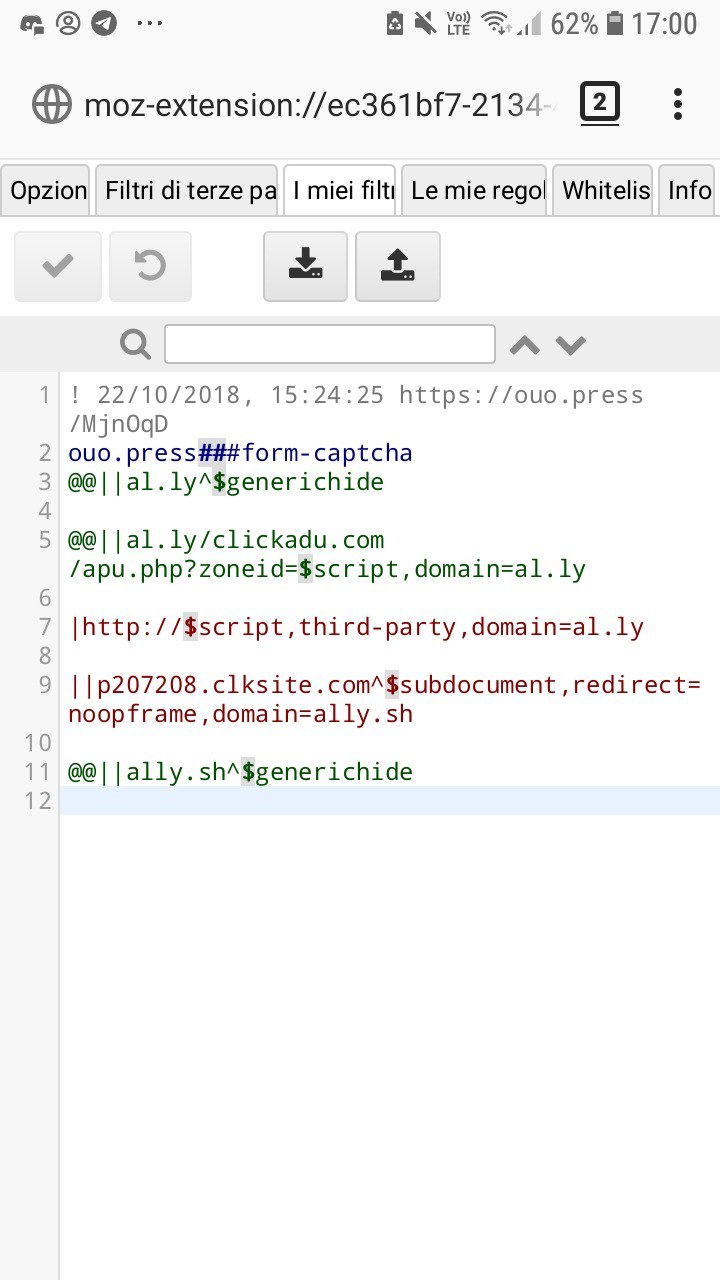 Vo)) LTE 62% 17:00
moz-extension://ec361bf7-2134- 2
Opzion Filtri di terze pa I miei filtr Le mie regol Whitelis Info
1 ! 22/10/2018, 15:24:25 https://ouo.press
/MjnOqD
2 ouo.press###form-captcha
3 @@||al.ly^$generichide
4
5 @@||al.ly/clickadu.com
/apu.php?zoneid=$script,domain=al.ly
6
7 |http://$script,third-party,domain=al.ly
8
9 ||p207208.clksite.com^$subdocument,redirect=
noopframe,domain=ally.sh
10
11 @@||ally.sh^$generichide
12